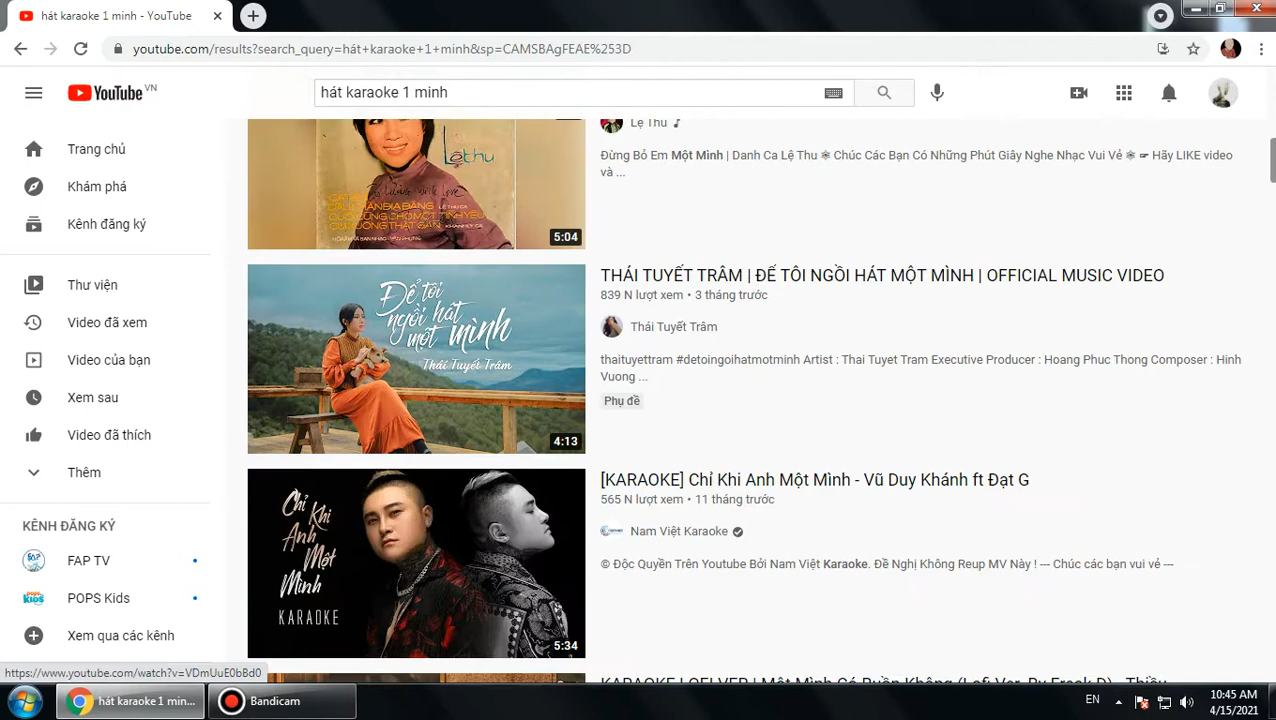 hát karaoke 1 minh - YouTube
youtube.com/results?search_query=hát+karaoke+1+minh&sp=CAMSBAgFEAE%253D
YouTube VN
hát karaoke 1 minh
Trang chủ
Khám phá
Kênh đăng ký
Thư viện
Video đã xem
Video của bạn
Xem sau
Video đã thích
Thêm
KÊNH ĐĂNG KÝ
FAP TV
POPS Kids
Xem qua các kênh
Lệ thu
5:04
Lệ Thu
Đừng Bỏ Em Một Mình | Danh Ca Lệ Thu ❄ Chúc Các Bạn Có Những Phút Giây Nghe Nhạc Vui Vẻ ❄ ☞ Hãy LIKE video
và ...
Để tôi
ngồi hát
một mình
Thái Tuyết Trâm
4:13
THÁI TUYẾT TRÂM | ĐỂ TÔI NGỒI HÁT MỘT MÌNH | OFFICIAL MUSIC VIDEO
839 N lượt xem • 3 tháng trước
Thái Tuyết Trâm
thaituyettram #detoingoihatmotminh Artist : Thai Tuyet Tram Executive Producer : Hoang Phuc Thong Composer : Hinh
Vuong ...
Phụ đề
Chỉ Khi
Anh
Một
Mình
KARAOKE
5:34
[KARAOKE] Chỉ Khi Anh Một Mình - Vũ Duy Khánh ft Đạt G
565 N lượt xem • 11 tháng trước
Nam Việt Karaoke
© Độc Quyền Trên Youtube Bởi Nam Việt Karaoke. Đề Nghị Không Reup MV Này ! --- Chúc các bạn vui vẻ ---
https://www.youtube.com/watch?v=VDmUuE0bBd0
hát karaoke 1 min...
Bandicam
EN
10:45 AM
4/15/2021